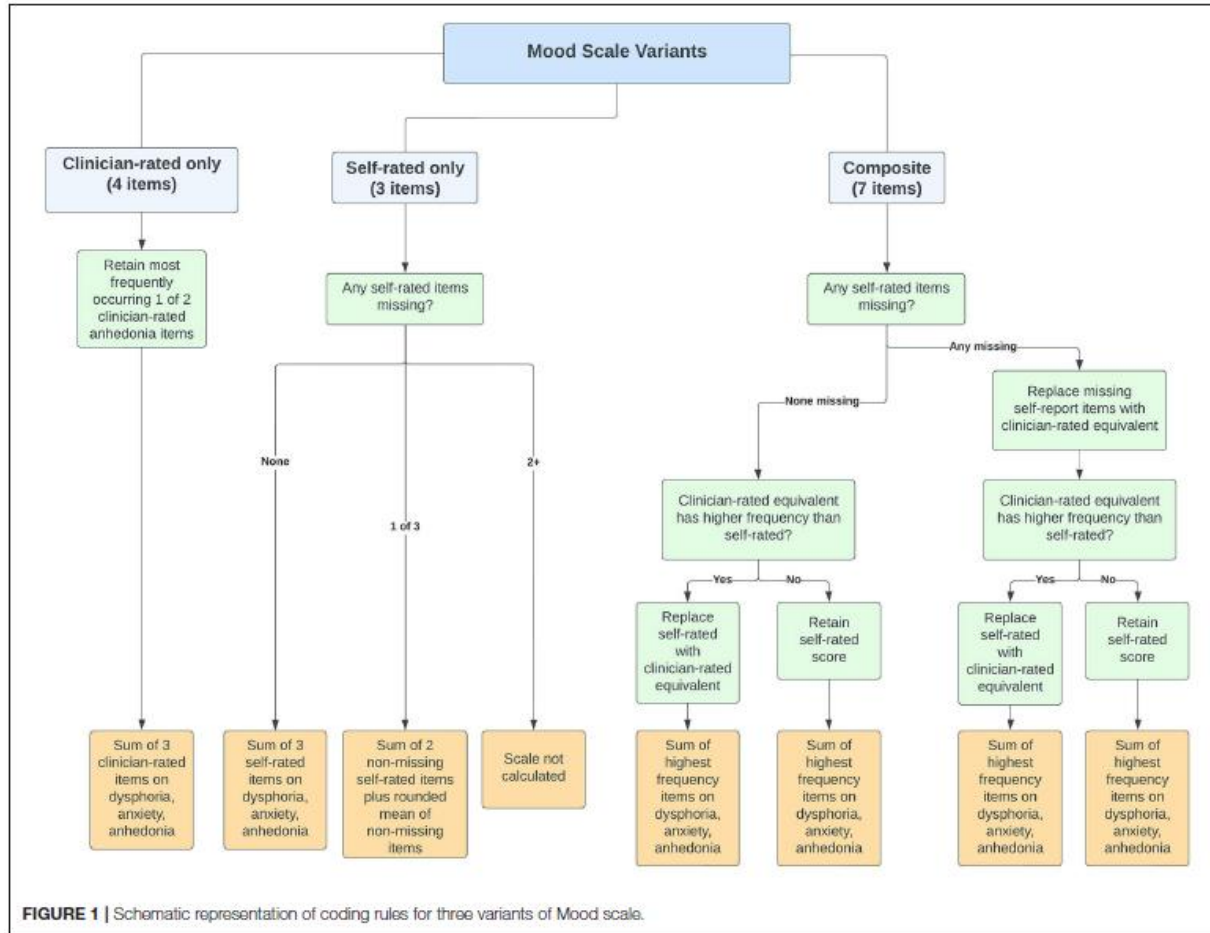 Mood Scale Variants
Clinician-rated only
(4 items)
Self-rated only
(3 items)
Composite
(7 items)
Retain most
frequently
occurring 1 of 2
clinician-rated
anhedonia items
Any self-rated items
missing?
Any self-rated items
missing?
Any missing
None missing
Replace missing
self-report items with
clinician-rated equivalent
None
1 of 3
2+
Clinician-rated equivalent
has higher frequency than
self-rated?
Clinician-rated equivalent
has higher frequency than
self-rated?
Yes
No
Yes
No
Replace
self-rated
with
clinician-rated
equivalent
Retain
self-rated
score
Replace
self-rated
with
clinician-rated
equivalent
Retain
self-rated
score
Sum of 3
clinician-rated
items on
dysphoria,
anxiety,
anhedonia
Sum of 3
self-rated
items on
dysphoria,
anxiety,
anhedonia
Sum of 2
non-missing
self-rated items
plus rounded
mean of
non-missing
items
Scale not
calculated
Sum of
highest
frequency
items on
dysphoria,
anxiety,
anhedonia
Sum of
highest
frequency
items on
dysphoria,
anxiety,
anhedonia
Sum of
highest
frequency
items on
dysphoria,
anxiety,
anhedonia
Sum of
highest
frequency
items on
dysphoria,
anxiety,
anhedonia
FIGURE 1 | Schematic representation of coding rules for three variants of Mood scale.